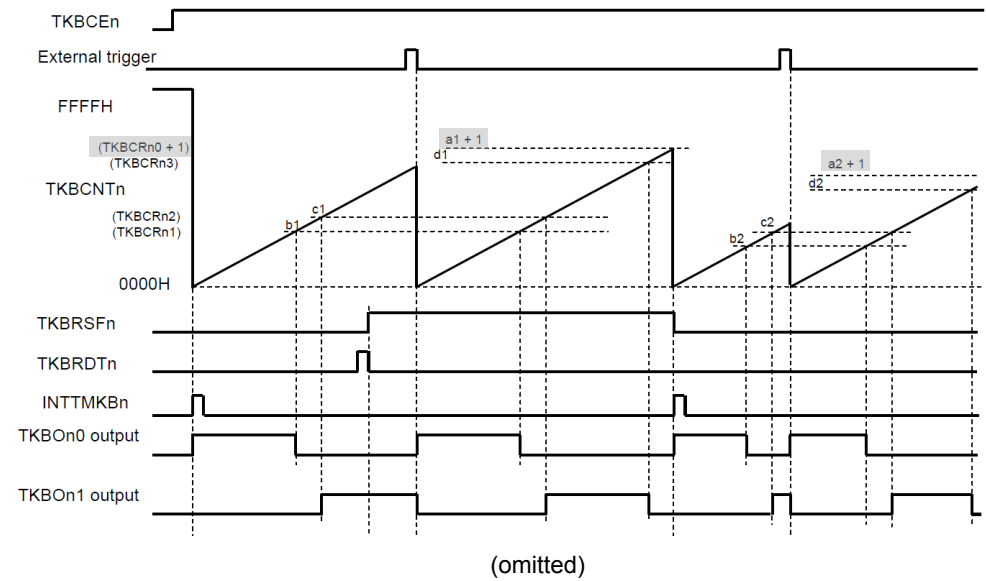 TKBCEn
External trigger
FFFFH
(TKBCRn0 + 1)
(TKBCRn3)
TKBCNTn
(TKBCRn2)
(TKBCRn1)
0000H
b1
c1
a1 + 1
d1
b2
c2
a2 + 1
d2
TKBRSFn
TKBRDTn
INTTMKBn
TKBOn0 output
TKBOn1 output
(omitted)